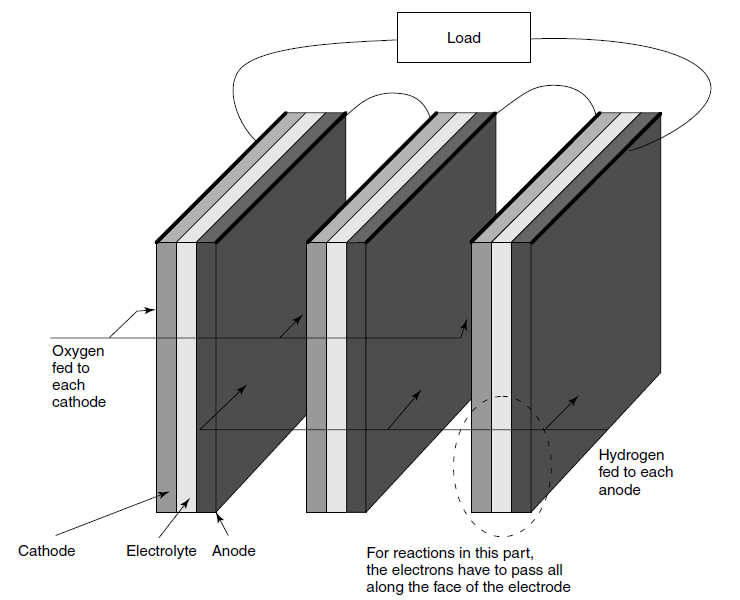 Load
Oxygen
fed to
each
cathode
Hydrogen
fed to each
anode
Cathode
Electrolyte
Anode
For reactions in this part,
the electrons have to pass all
along the face of the electrode